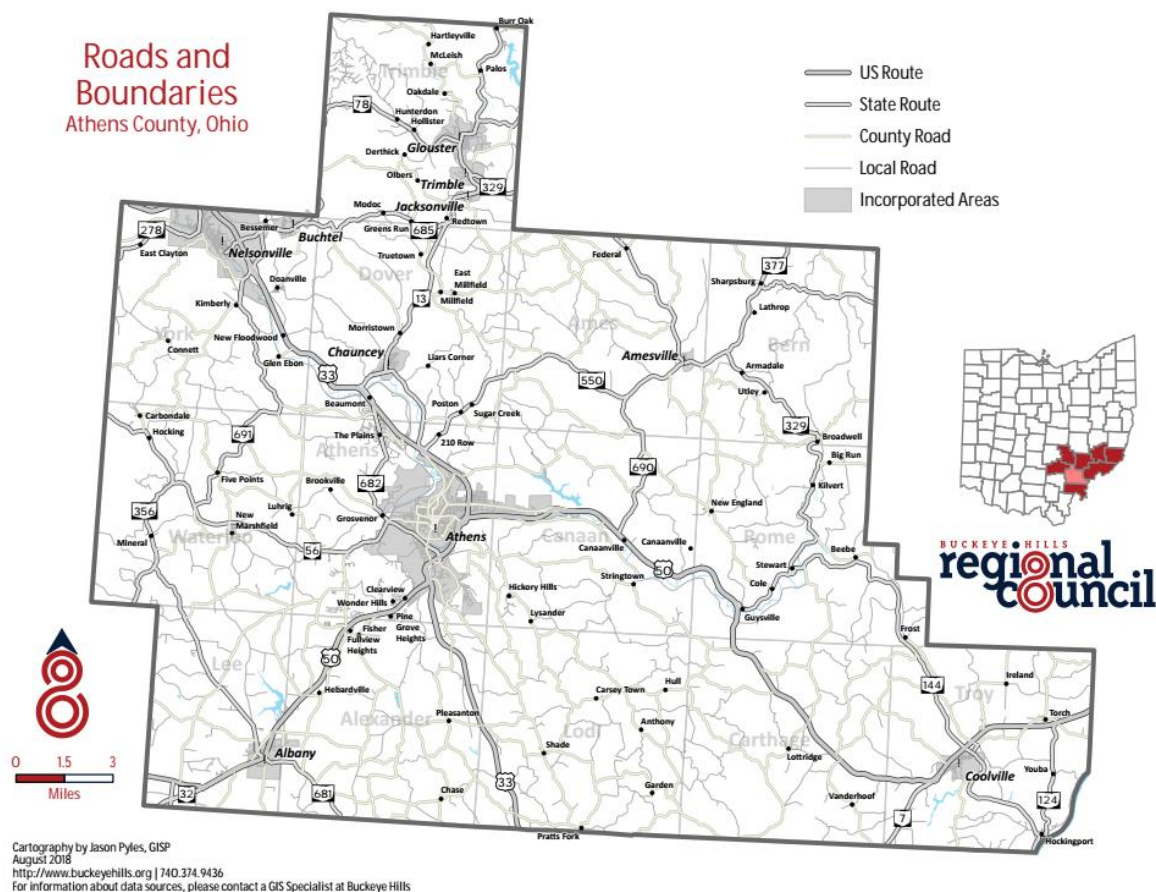 Roads and
Boundaries
Athens County, Ohio
US Route
State Route
County Road
Local Road
Incorporated Areas
Burr Oak
Hartleyville
McLeish
Trimble
Palos
Oakdale
78
Hunterdon
Hollister
Glouster
Derthick
Olbers
Trimble
329
Modoc
Jacksonville
Bessemer
Greens Run
685
Redtown
278
Buchtel
East Clayton
Nelsonville
Truetown
Federal
377
Dover
Doanville
East
Millfield
Sharpsburg
Kimberly
13
Millfield
Lathrop
York
New Floodwood
Morristown
Ames
Bern
Connett
Chauncey
Liars Corner
Amesville
Glen Ebon
33
Armadale
550
Beaumont
Poston
Utley
Carbondale
Sugar Creek
Hocking
691
The Plains
210 Row
329
Broadwell
Athens
Big Run
Five Points
682
690
Brookville
Kilvert
356
Luhrig
Grosvenor
New England
New
Marshfield
Waterloo
Mineral
56
Athens
Canaan
Canaanville
Canaanville
Rome
Beebe
50
Stewart
Stringtown
Cole
Clearview
Hickory Hills
Wonder Hills
Guysville
Pine
Grove
Heights
Fisher
Lysander
Fullview
Heights
Frost
Lee
50
Hebardville
Hull
144
Ireland
Carsey Town
Troy
Alexander
Pleasanton
Anthony
Torch
Lodi
Carthage
Albany
Shade
Lottridge
Coolville
Youba
32
681
Chase
33
Garden
Vanderhoof
124
7
Pratts Fork
Hockingport
BUCKEYE HILLS
regional
council
0 1.5 3
Miles
Cartography by Jason Pyles, GISP
August 2018
http://www.buckeyehills.org | 740.374.9436
For information about data sources, please contact a GIS Specialist at Buckeye Hills